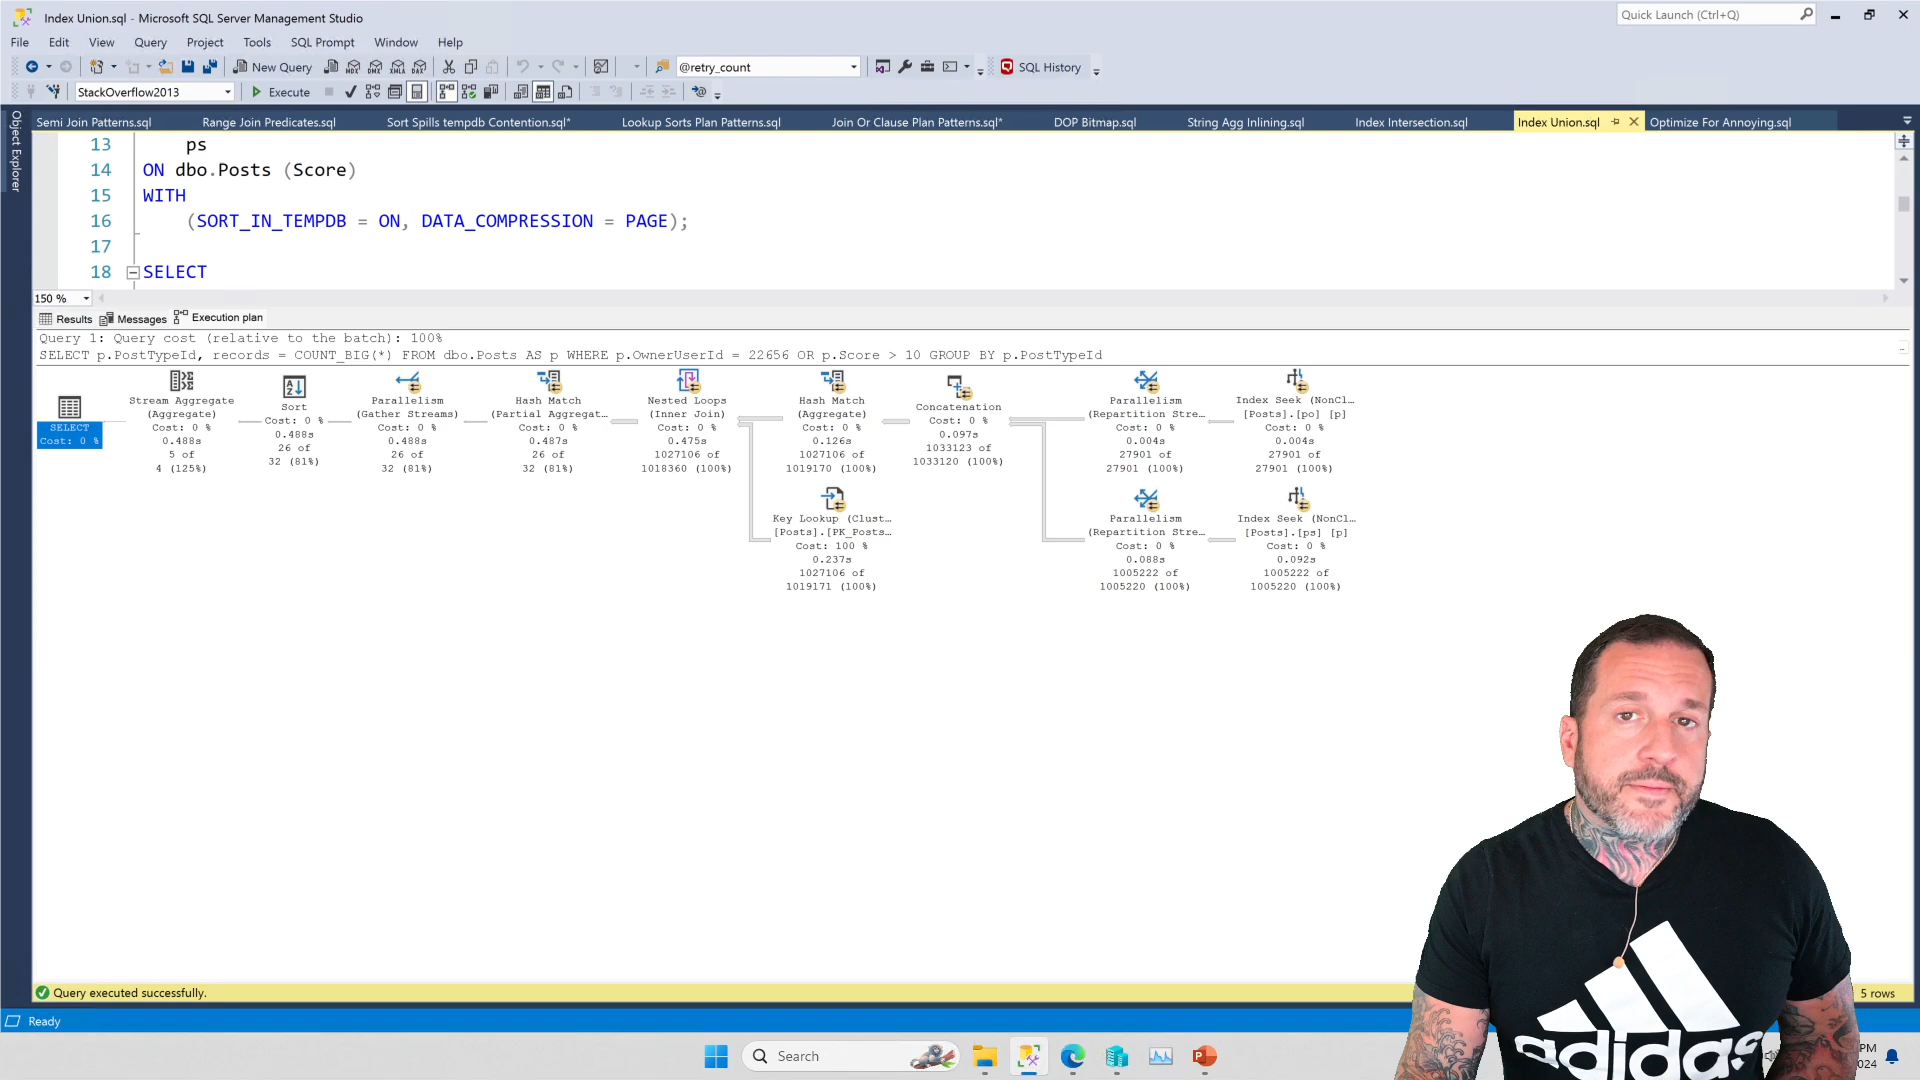 Index Union.sql - Microsoft SQL Server Management Studio
Quick Launch (Ctrl+Q)
File Edit View Query Project Tools SQL Prompt Window Help
New Query
MDX DMX XMLA DAX
@retry_count
SQL History
StackOverflow2013
Execute
Object Explorer
Semi Join Patterns.sql Range Join Predicates.sql Sort Spills tempdb Contention.sql* Lookup Sorts Plan Patterns.sql Join Or Clause Plan Patterns.sql* DOP Bitmap.sql String Agg Inlining.sql Index Intersection.sql Index Union.sql Optimize For Annoying.sql
13 ps
14 ON dbo.Posts (Score)
15 WITH
16 (SORT_IN_TEMPDB = ON, DATA_COMPRESSION = PAGE);
17
18 SELECT
150 %
Results Messages Execution plan
Query 1: Query cost (relative to the batch): 100%
SELECT p.PostTypeId, records = COUNT_BIG(*) FROM dbo.Posts AS p WHERE p.OwnerUserId = 22656 OR p.Score > 10 GROUP BY p.PostTypeId
SELECT
Cost: 0 %
Stream Aggregate
(Aggregate)
Cost: 0 %
0.488s
5 of
4 (125%)
Sort
Cost: 0 %
0.488s
26 of
32 (81%)
Parallelism
(Gather Streams)
Cost: 0 %
0.488s
26 of
32 (81%)
Hash Match
(Partial Aggregat...
Cost: 0 %
0.487s
26 of
32 (81%)
Nested Loops
(Inner Join)
Cost: 0 %
0.475s
1027106 of
1018360 (100%)
Hash Match
(Aggregate)
Cost: 0 %
0.126s
1027106 of
1019170 (100%)
Concatenation
Cost: 0 %
0.097s
1033123 of
1033120 (100%)
Parallelism
(Repartition Stre...
Cost: 0 %
0.004s
27901 of
27901 (100%)
Index Seek (NonCl...
[Posts].[po] [p]
Cost: 0 %
0.004s
27901 of
27901 (100%)
Key Lookup (Clust...
[Posts].[PK_Posts...
Cost: 100 %
0.237s
1027106 of
1019171 (100%)
Parallelism
(Repartition Stre...
Cost: 0 %
0.088s
1005222 of
1005220 (100%)
Index Seek (NonCl...
[Posts].[ps] [p]
Cost: 0 %
0.092s
1005222 of
1005220 (100%)
Query executed successfully.
5 rows
Ready
Search
PM
024
adidas